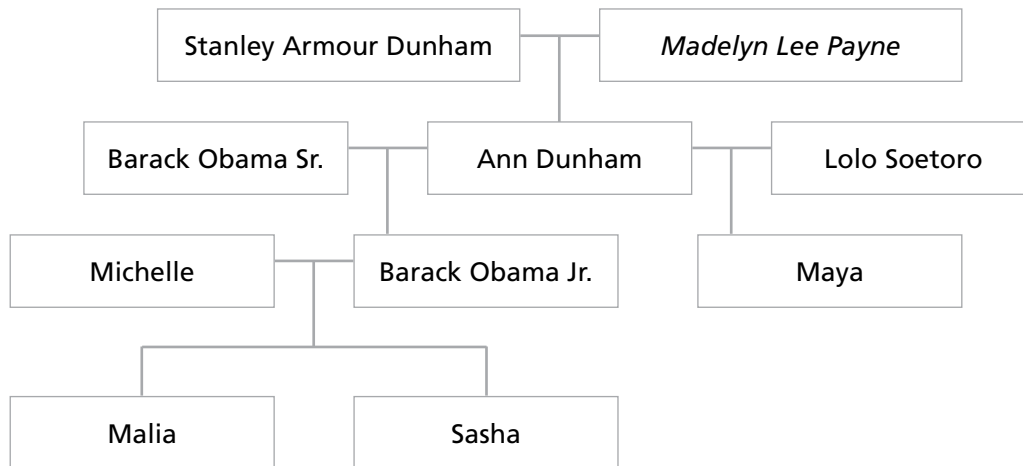 Stanley Armour Dunham
Madelyn Lee Payne
Barack Obama Sr.
Ann Dunham
Lolo Soetoro
Michelle
Barack Obama Jr.
Maya
Malia
Sasha